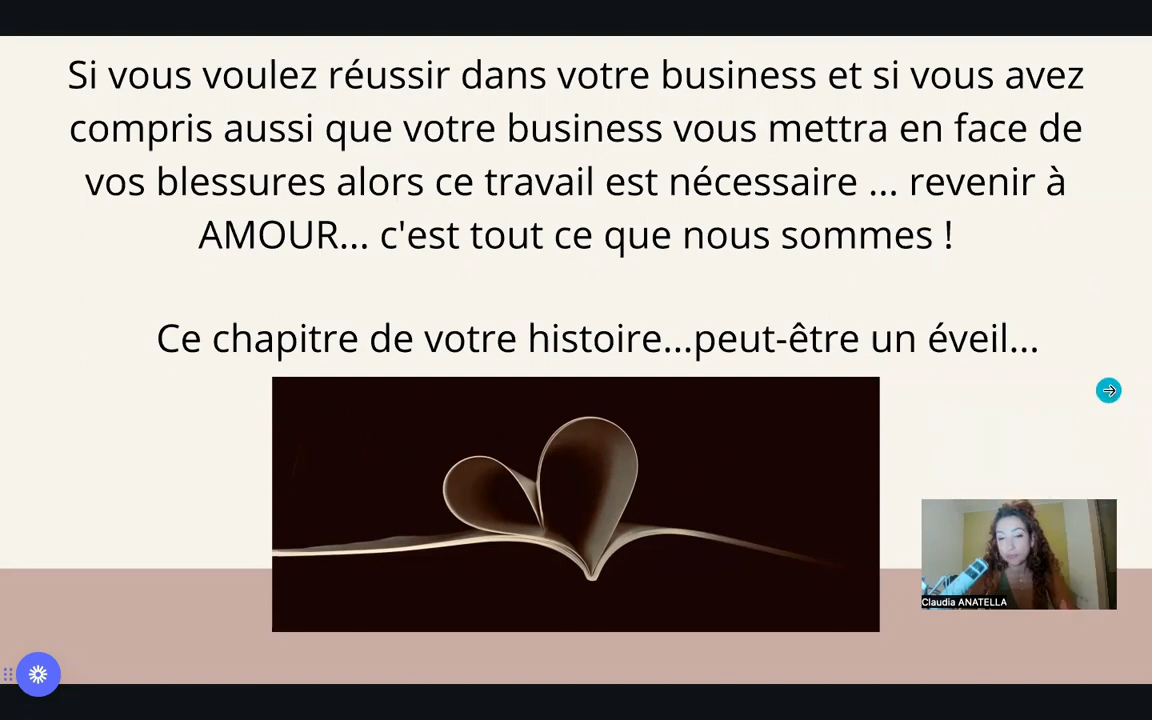 Si vous voulez réussir dans votre business et si vous avez
compris aussi que votre business vous mettra en face de
vos blessures alors ce travail est nécessaire ... revenir à
AMOUR... c'est tout ce que nous sommes !
Ce chapitre de votre histoire...peut-être un éveil...
Claudia ANATELLA